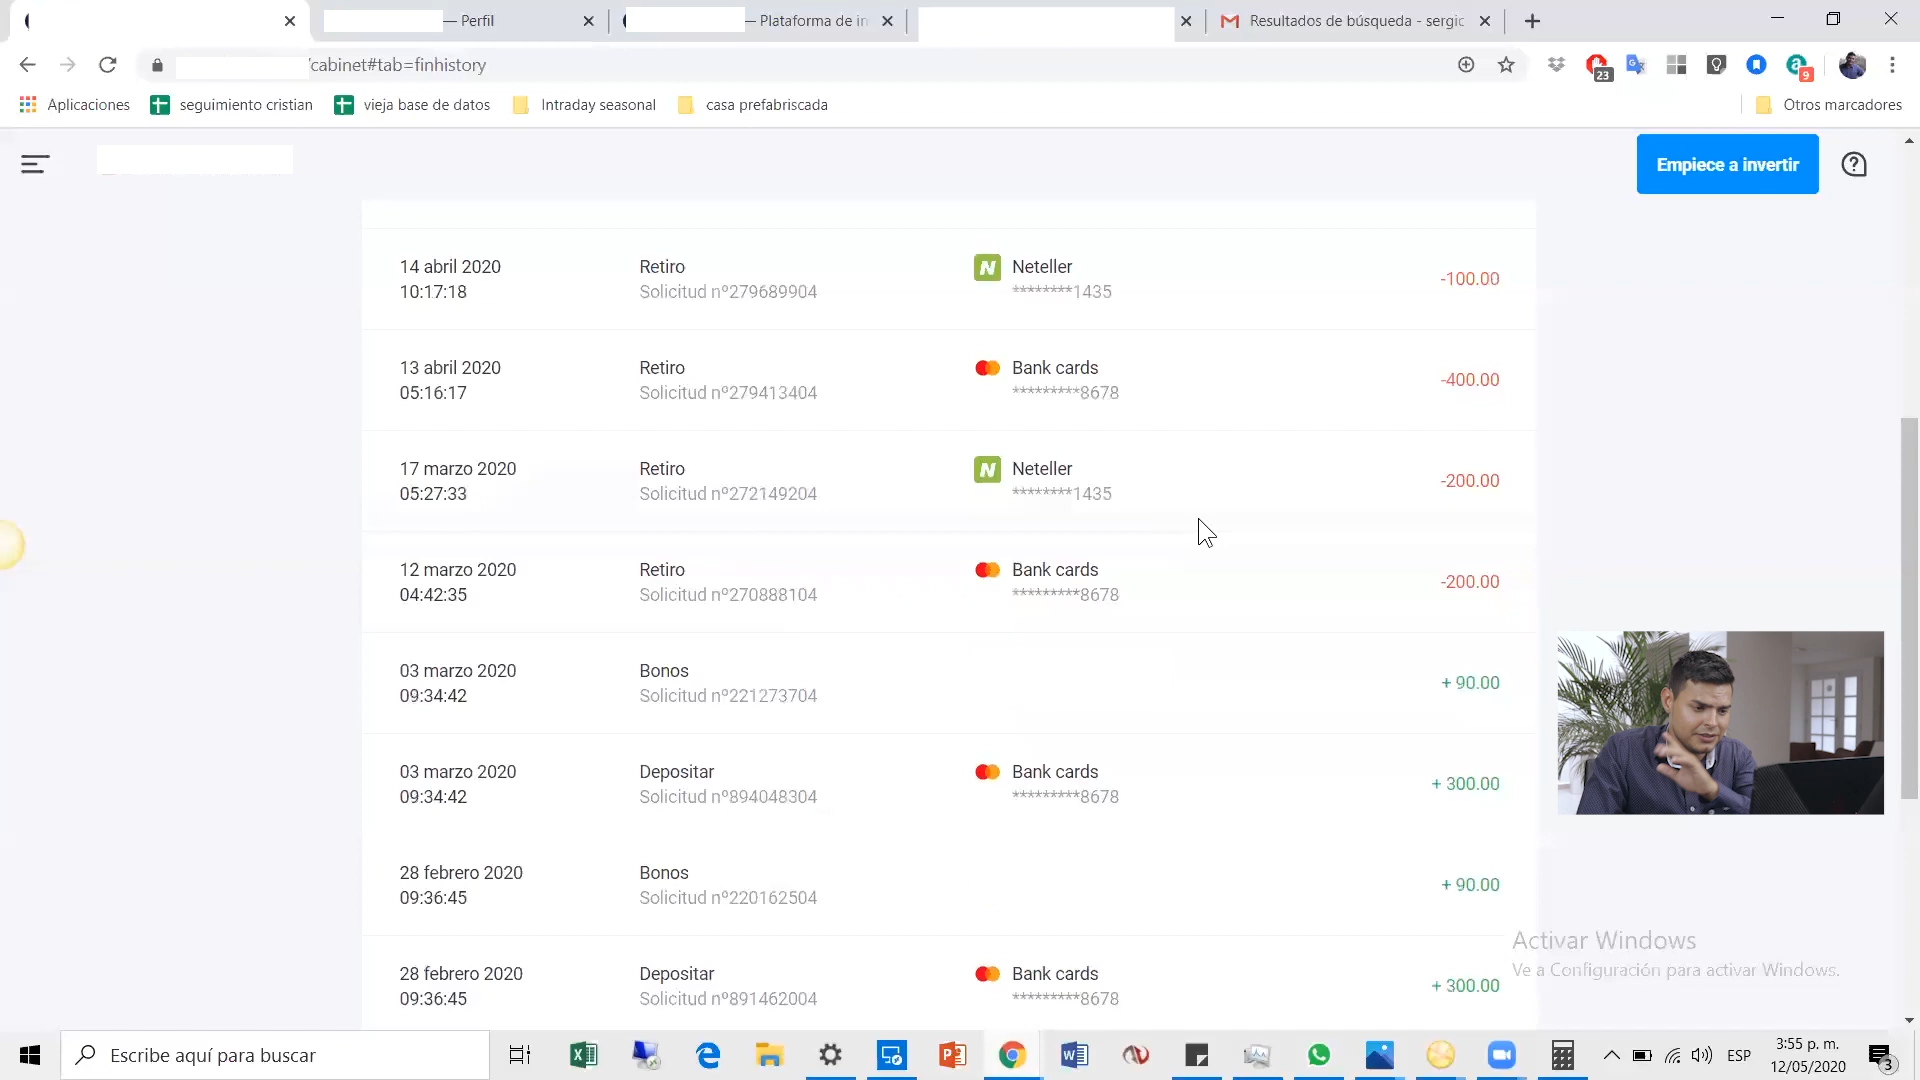 — Perfil
— Plataforma de in
Resultados de búsqueda - sergic
/cabinet#tab=finhistory
23
9
Aplicaciones
seguimiento cristian
vieja base de datos
Intraday seasonal
casa prefabriscada
Otros marcadores
Empiece a invertir
14 abril 2020
10:17:18
Retiro
Solicitud nº279689904
Neteller
********1435
-100.00
13 abril 2020
05:16:17
Retiro
Solicitud nº279413404
Bank cards
*********8678
-400.00
17 marzo 2020
05:27:33
Retiro
Solicitud nº272149204
Neteller
********1435
-200.00
12 marzo 2020
04:42:35
Retiro
Solicitud nº270888104
Bank cards
*********8678
-200.00
03 marzo 2020
09:34:42
Bonos
Solicitud nº221273704
+ 90.00
03 marzo 2020
09:34:42
Depositar
Solicitud nº894048304
Bank cards
*********8678
+ 300.00
28 febrero 2020
09:36:45
Bonos
Solicitud nº220162504
+ 90.00
28 febrero 2020
09:36:45
Depositar
Solicitud nº891462004
Bank cards
*********8678
+ 300.00
Activar Windows
Ve a Configuración para activar Windows.
Escribe aquí para buscar
ESP
3:55 p. m.
12/05/2020
3